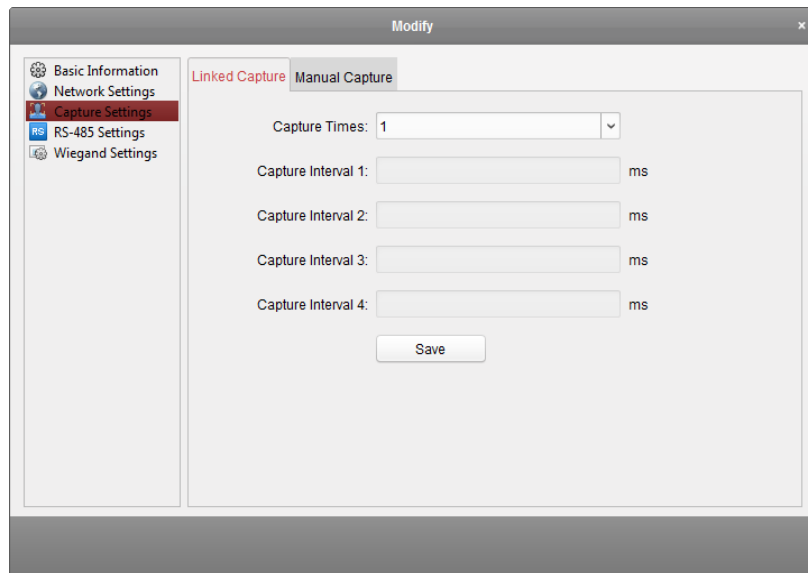 Modify
×
Basic Information
Network Settings
Capture Settings
RS RS-485 Settings
Wiegand Settings
Linked Capture Manual Capture
Capture Times: 1
Capture Interval 1: ms
Capture Interval 2: ms
Capture Interval 3: ms
Capture Interval 4: ms
Save